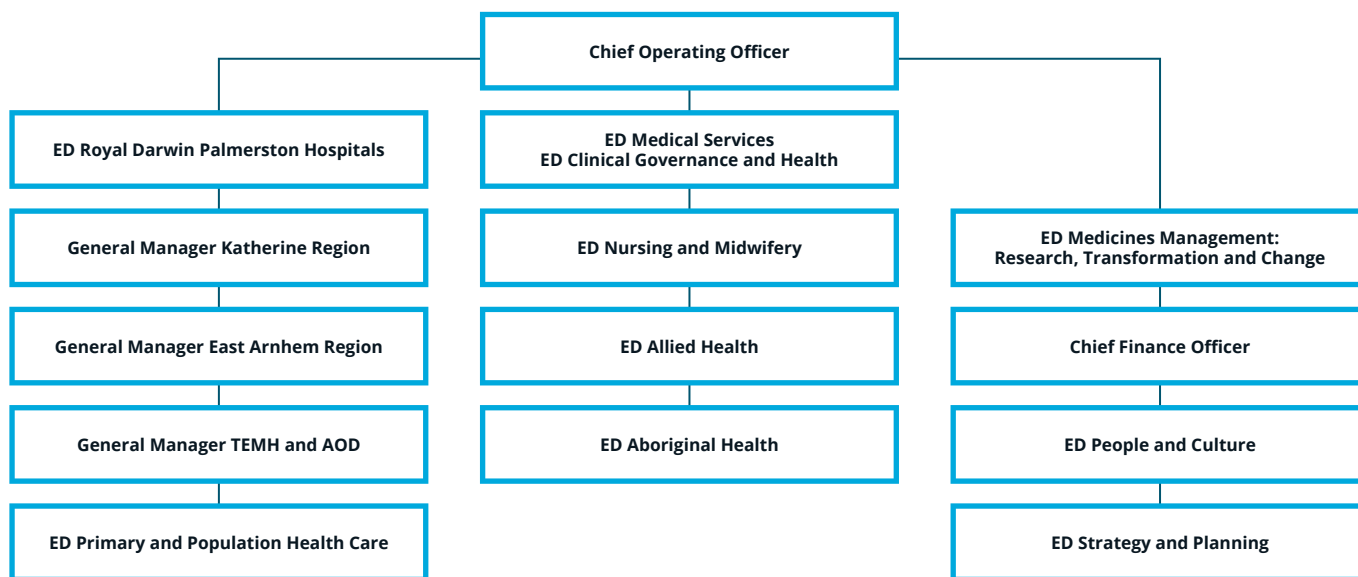 Chief Operating Officer
ED Royal Darwin Palmerston Hospitals
General Manager Katherine Region
General Manager East Arnhem Region
General Manager TEMH and AOD
ED Primary and Population Health Care
ED Medical Services
ED Clinical Governance and Health
ED Nursing and Midwifery
ED Allied Health
ED Aboriginal Health
ED Medicines Management:
Research, Transformation and Change
Chief Finance Officer
ED People and Culture
ED Strategy and Planning